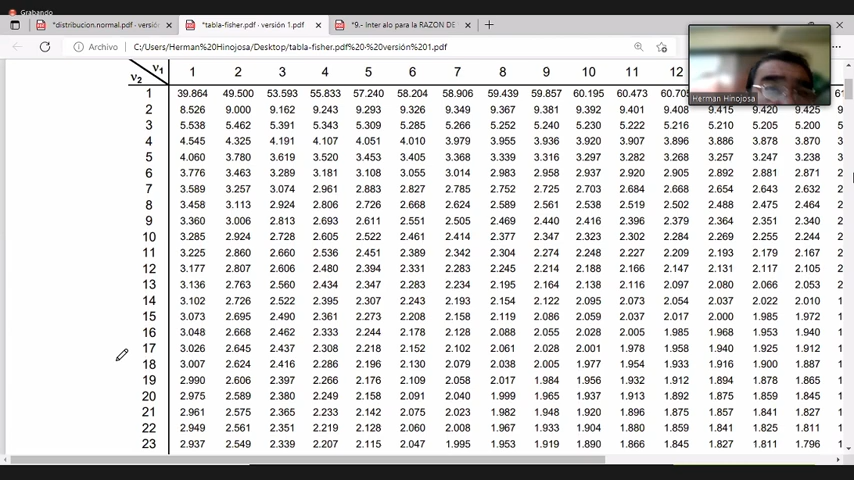 Grabando
*distribucion.normal.pdf - versió
*tabla-fisher.pdf - versión 1.pdf
*9.- Inter alo para la RAZON DE
Archivo C:/Users/Herman%20Hinojosa/Desktop/tabla-fisher.pdf%20-%20versión%201.pdf
Herman Hinojosa
ν2 ν1 1 2 3 4 5 6 7 8 9 10 11 12
1 39.864 49.500 53.593 55.833 57.240 58.204 58.906 59.439 59.857 60.195 60.473 60.705
2 8.526 9.000 9.162 9.243 9.293 9.326 9.349 9.367 9.381 9.392 9.401 9.408 9.415 9.420 9.425
3 5.538 5.462 5.391 5.343 5.309 5.285 5.266 5.252 5.240 5.230 5.222 5.216 5.210 5.205 5.200
4 4.545 4.325 4.191 4.107 4.051 4.010 3.979 3.955 3.936 3.920 3.907 3.896 3.886 3.878 3.870
5 4.060 3.780 3.619 3.520 3.453 3.405 3.368 3.339 3.316 3.297 3.282 3.268 3.257 3.247 3.238
6 3.776 3.463 3.289 3.181 3.108 3.055 3.014 2.983 2.958 2.937 2.920 2.905 2.892 2.881 2.871
7 3.589 3.257 3.074 2.961 2.883 2.827 2.785 2.752 2.725 2.703 2.684 2.668 2.654 2.643 2.632
8 3.458 3.113 2.924 2.806 2.726 2.668 2.624 2.589 2.561 2.538 2.519 2.502 2.488 2.475 2.464
9 3.360 3.006 2.813 2.693 2.611 2.551 2.505 2.469 2.440 2.416 2.396 2.379 2.364 2.351 2.340
10 3.285 2.924 2.728 2.605 2.522 2.461 2.414 2.377 2.347 2.323 2.302 2.284 2.269 2.255 2.244
11 3.225 2.860 2.660 2.536 2.451 2.389 2.342 2.304 2.274 2.248 2.227 2.209 2.193 2.179 2.167
12 3.177 2.807 2.606 2.480 2.394 2.331 2.283 2.245 2.214 2.188 2.166 2.147 2.131 2.117 2.105
13 3.136 2.763 2.560 2.434 2.347 2.283 2.234 2.195 2.164 2.138 2.116 2.097 2.080 2.066 2.053
14 3.102 2.726 2.522 2.395 2.307 2.243 2.193 2.154 2.122 2.095 2.073 2.054 2.037 2.022 2.010
15 3.073 2.695 2.490 2.361 2.273 2.208 2.158 2.119 2.086 2.059 2.037 2.017 2.000 1.985 1.972
16 3.048 2.668 2.462 2.333 2.244 2.178 2.128 2.088 2.055 2.028 2.005 1.985 1.968 1.953 1.940
17 3.026 2.645 2.437 2.308 2.218 2.152 2.102 2.061 2.028 2.001 1.978 1.958 1.940 1.925 1.912
18 3.007 2.624 2.416 2.286 2.196 2.130 2.079 2.038 2.005 1.977 1.954 1.933 1.916 1.900 1.887
19 2.990 2.606 2.397 2.266 2.176 2.109 2.058 2.017 1.984 1.956 1.932 1.912 1.894 1.878 1.865
20 2.975 2.589 2.380 2.249 2.158 2.091 2.040 1.999 1.965 1.937 1.913 1.892 1.875 1.859 1.845
21 2.961 2.575 2.365 2.233 2.142 2.075 2.023 1.982 1.948 1.920 1.896 1.875 1.857 1.841 1.827
22 2.949 2.561 2.351 2.219 2.128 2.060 2.008 1.967 1.933 1.904 1.880 1.859 1.841 1.825 1.811
23 2.937 2.549 2.339 2.207 2.115 2.047 1.995 1.953 1.919 1.890 1.866 1.845 1.827 1.811 1.796